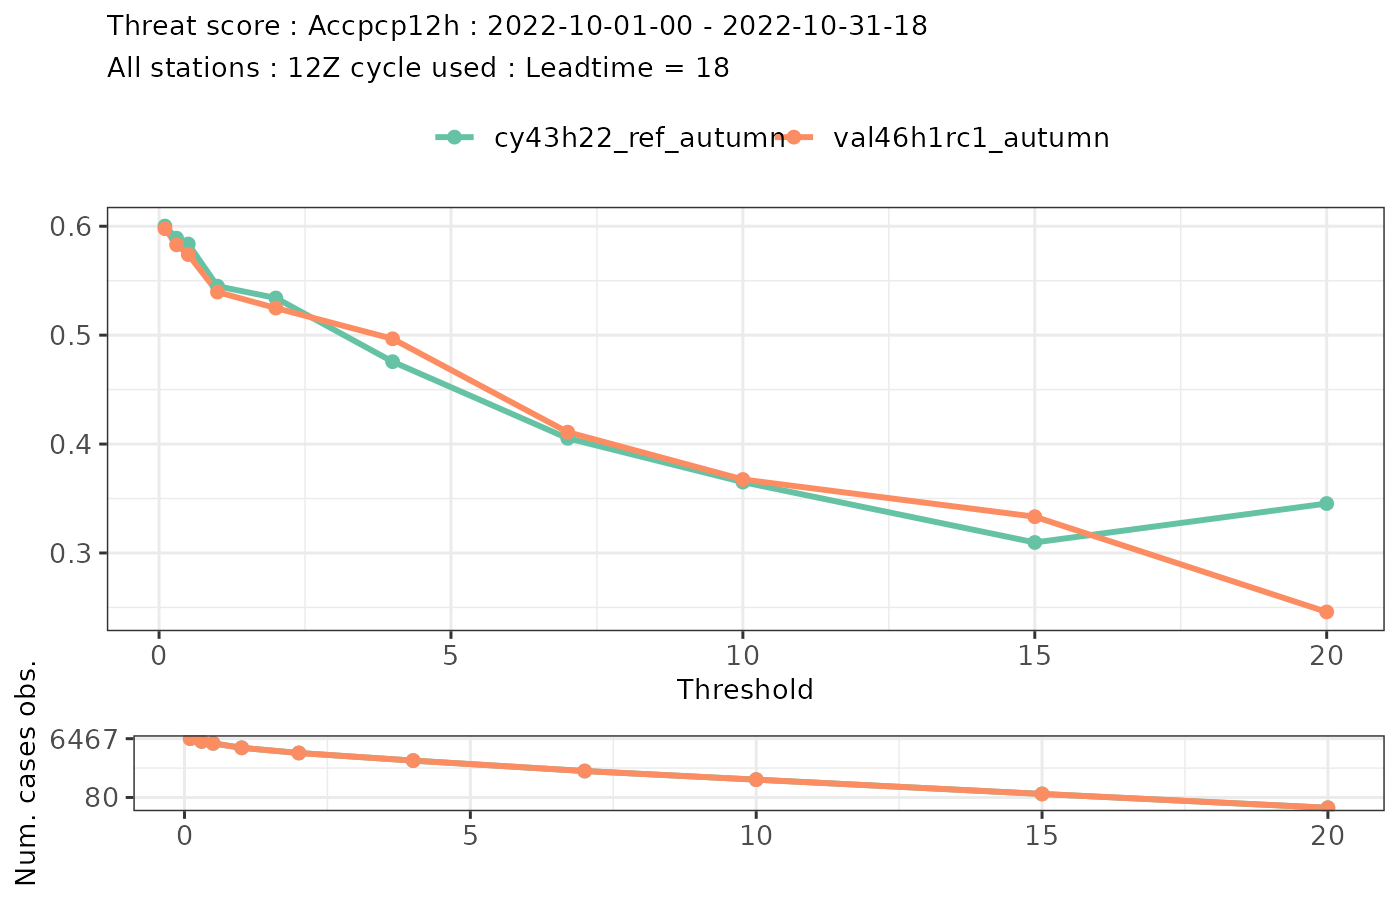 Threat score : Accpcp12h : 2022-10-01-00 - 2022-10-31-18
All stations : 12Z cycle used : Leadtime = 18
cy43h22_ref_autumn val46h1rc1_autumn
0.6
0.5
0.4
0.3
0 5 10 15 20
Threshold
Num. cases obs.
6467
80
0 5 10 15 20